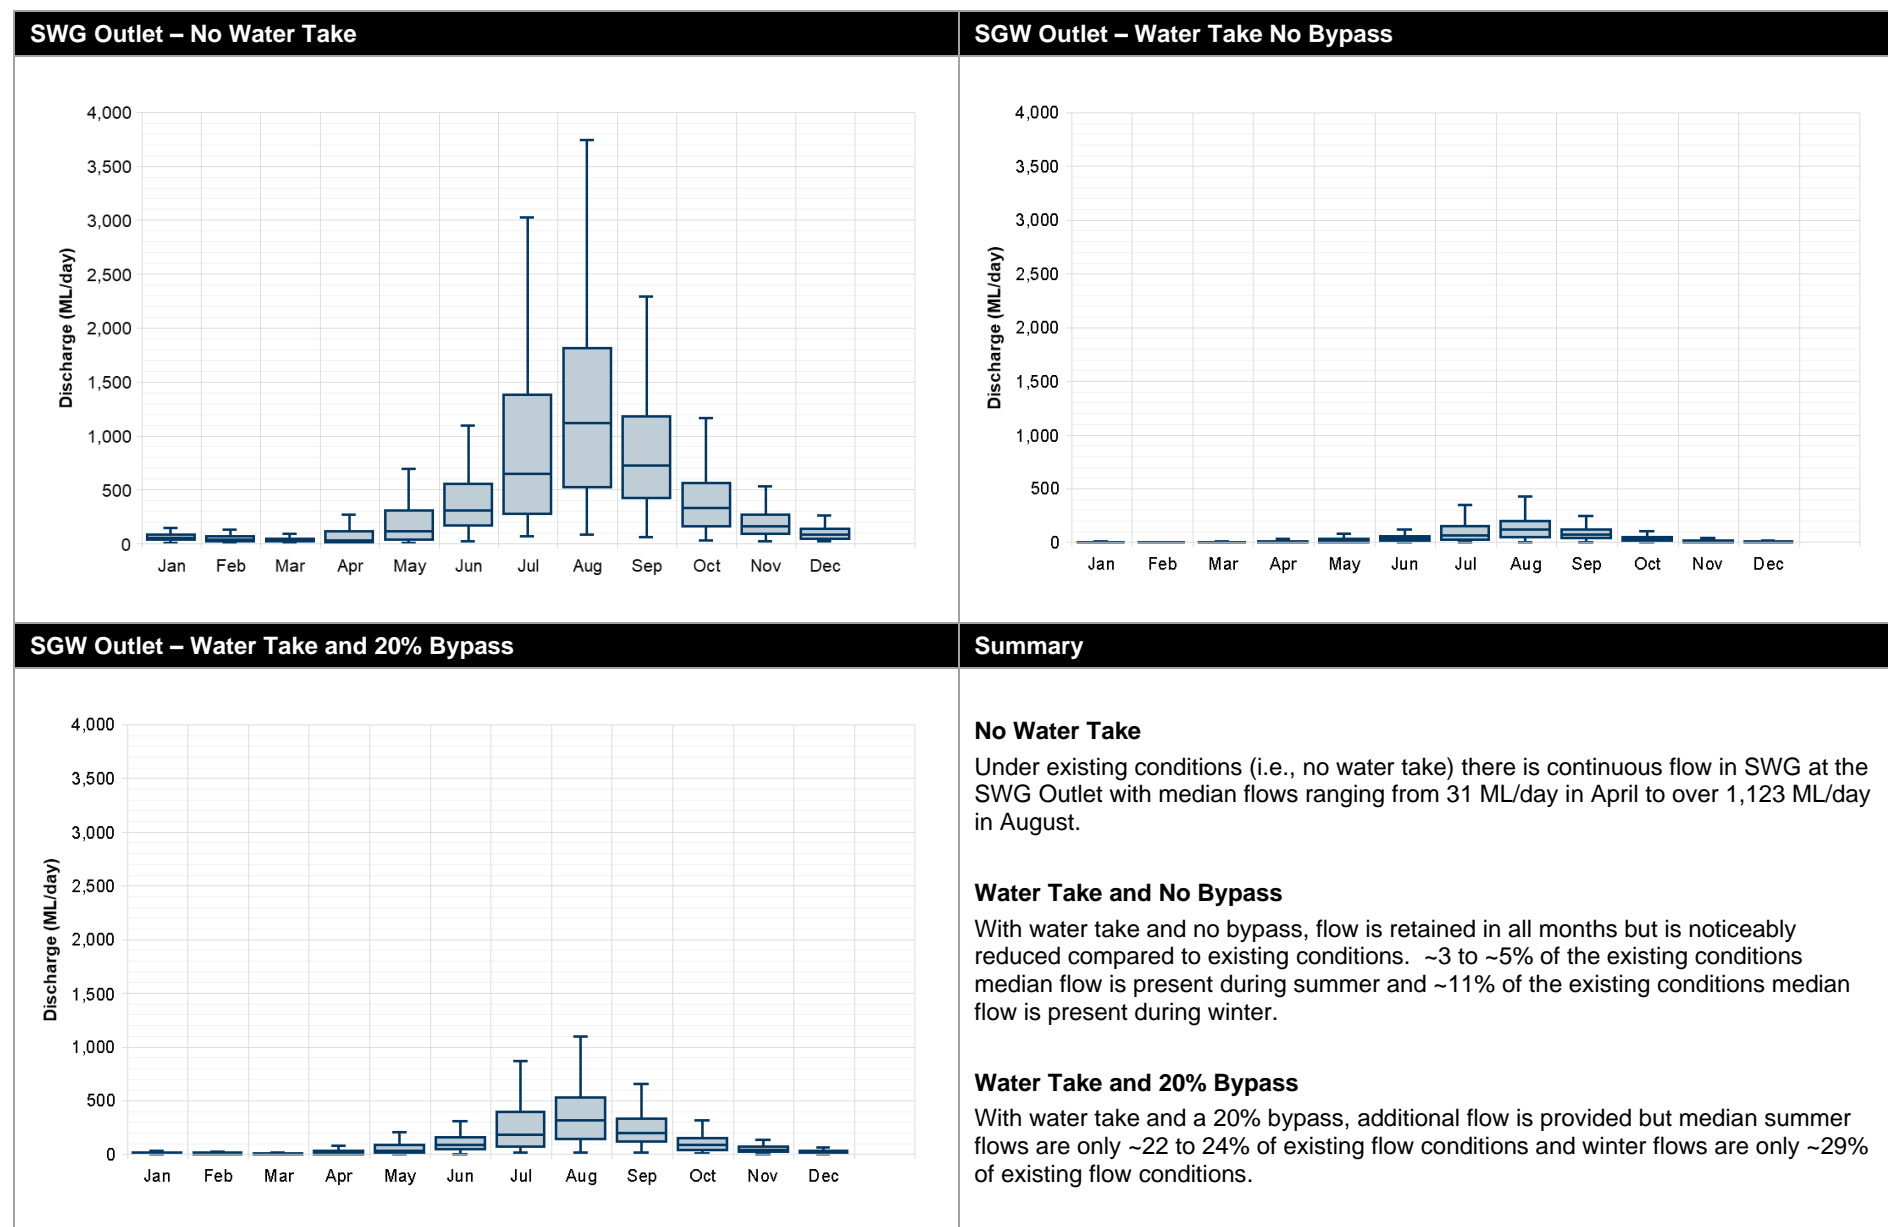 SWG Outlet – No Water Take
4,000
3,500
3,000
2,500
2,000
1,500
1,000
500
0
Discharge (ML/day)
Jan Feb Mar Apr May Jun Jul Aug Sep Oct Nov Dec
SGW Outlet – Water Take No Bypass
4,000
3,500
3,000
2,500
2,000
1,500
1,000
500
0
Discharge (ML/day)
Jan Feb Mar Apr May Jun Jul Aug Sep Oct Nov Dec
SGW Outlet – Water Take and 20% Bypass
4,000
3,500
3,000
2,500
2,000
1,500
1,000
500
0
Discharge (ML/day)
Jan Feb Mar Apr May Jun Jul Aug Sep Oct Nov Dec
Summary
No Water Take
Under existing conditions (i.e., no water take) there is continuous flow in SWG at the
SWG Outlet with median flows ranging from 31 ML/day in April to over 1,123 ML/day
in August.
Water Take and No Bypass
With water take and no bypass, flow is retained in all months but is noticeably
reduced compared to existing conditions. ~3 to ~5% of the existing conditions
median flow is present during summer and ~11% of the existing conditions median
flow is present during winter.
Water Take and 20% Bypass
With water take and a 20% bypass, additional flow is provided but median summer
flows are only ~22 to 24% of existing flow conditions and winter flows are only ~29%
of existing flow conditions.